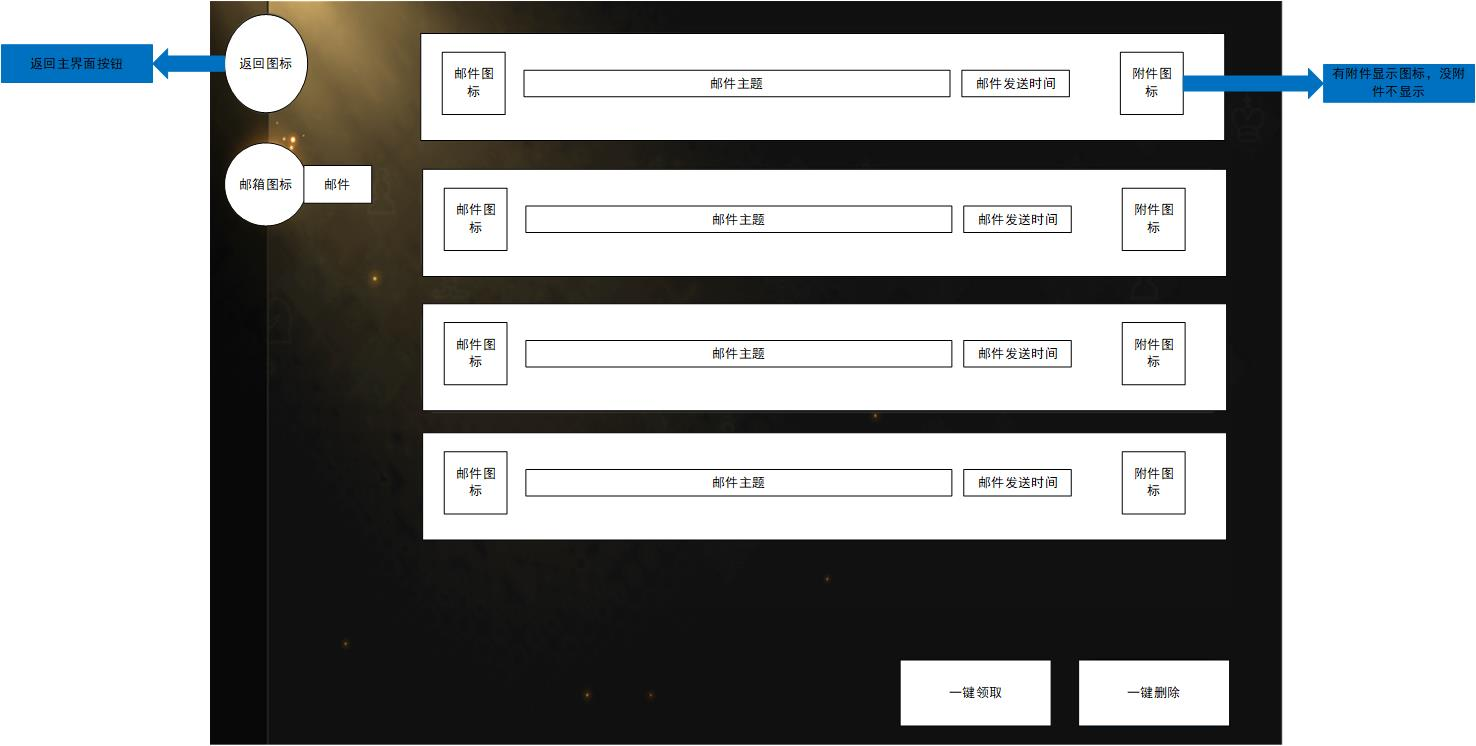 返回主界面按钮
返回图标
邮件图
标
邮件主题
邮件发送时间
附件图
标
有附件显示图标，没附
件不显示
邮箱图标
邮件
邮件图
标
邮件主题
邮件发送时间
附件图
标
邮件图
标
邮件主题
邮件发送时间
附件图
标
邮件图
标
邮件主题
邮件发送时间
附件图
标
一键领取
一键删除